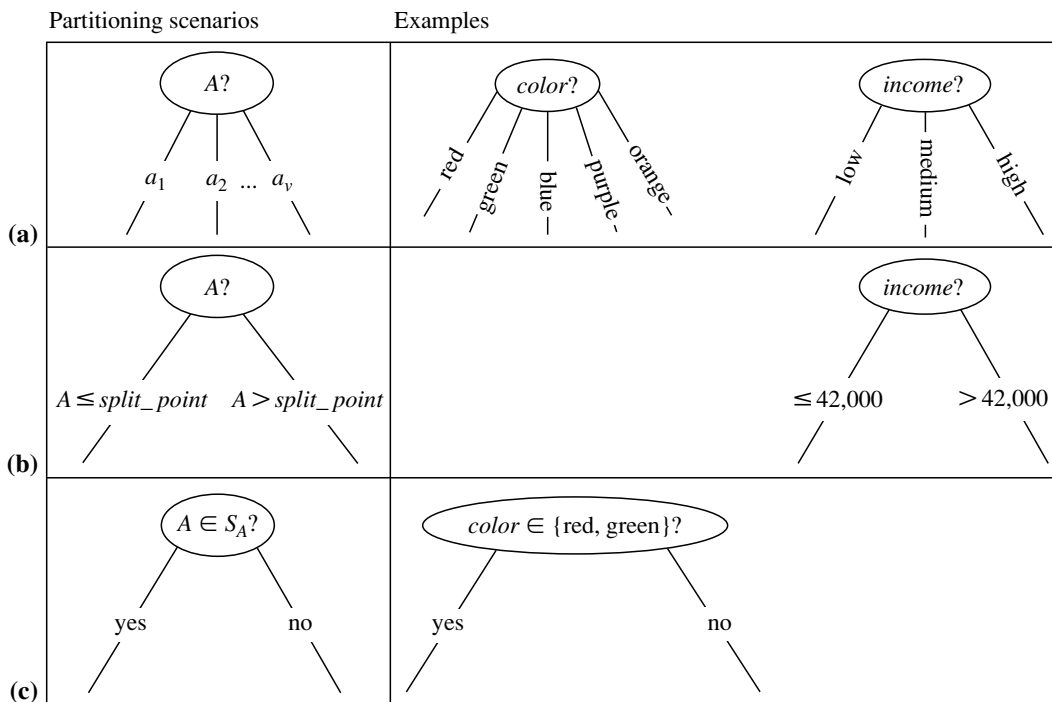 Partitioning scenarios Examples
A? color? income?
a1 a2 ... av red green blue purple orange low medium high
(a)
A? income?
A ≤ split_point A > split_point ≤ 42,000 > 42,000
(b)
A ∈ SA? color ∈ {red, green}?
yes no yes no
(c)